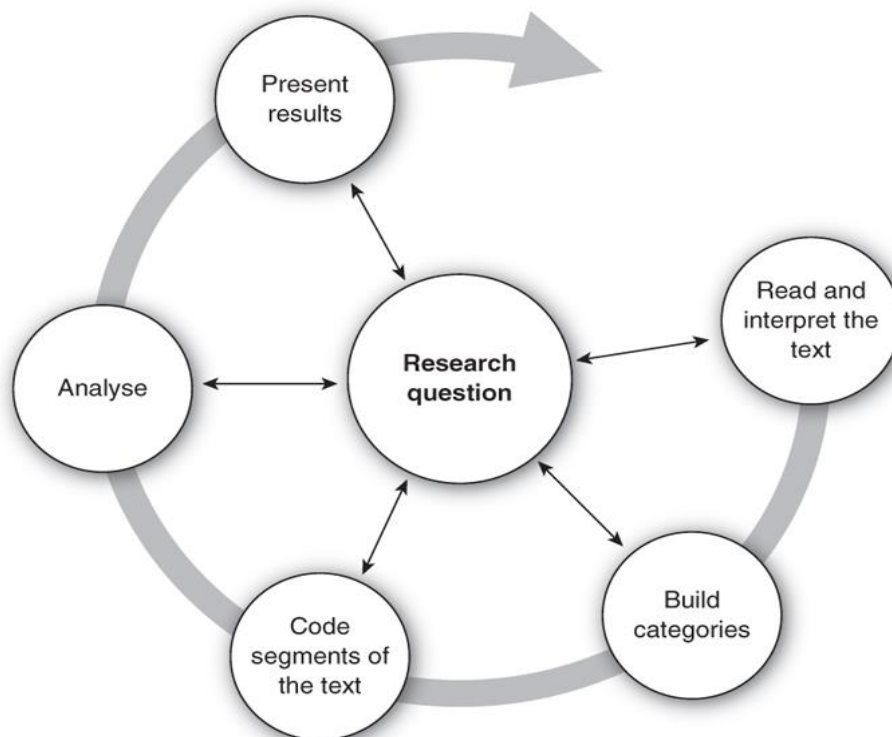 Present
results
Read and
interpret the
text
Research
question
Analyse
Build
categories
Code
segments of
the text